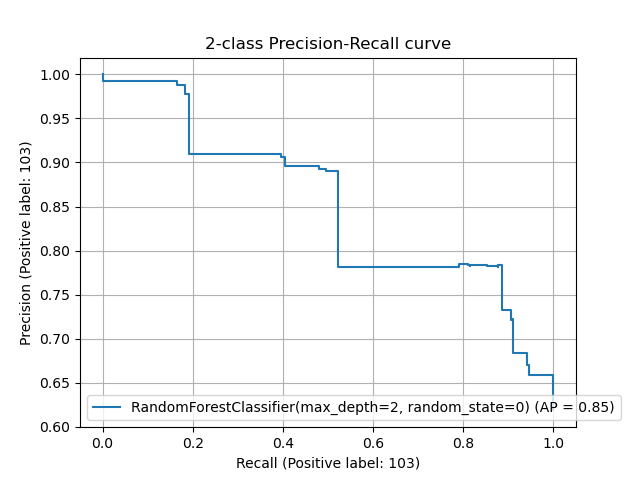 2-class Precision-Recall curve
1.00
0.95
0.90
0.85
0.80
0.75
0.70
0.65
0.60
Precision (Positive label: 103)
RandomForestClassifier(max_depth=2, random_state=0) (AP = 0.85)
0.0 0.2 0.4 0.6 0.8 1.0
Recall (Positive label: 103)